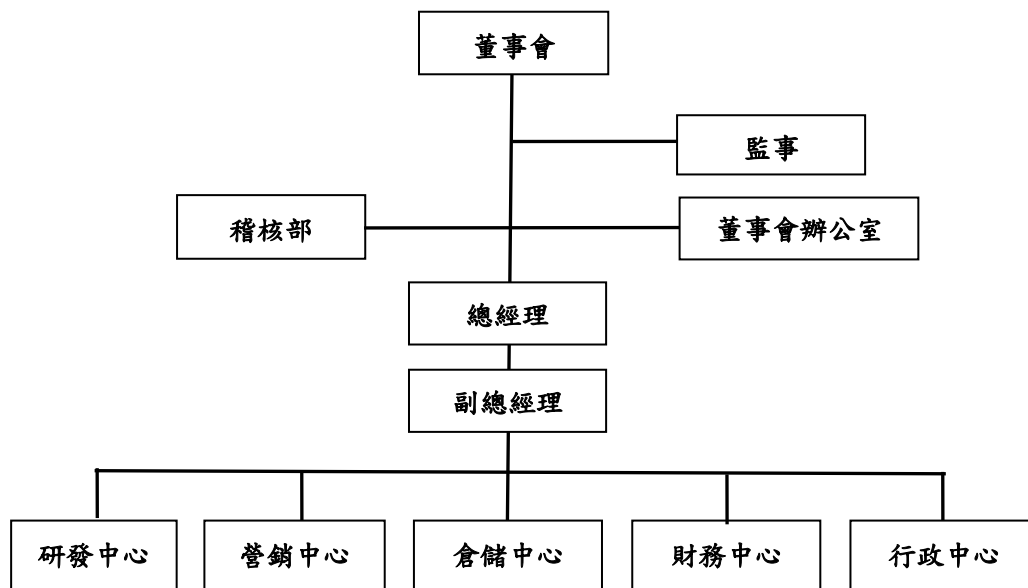 董事會
監事
稽核部
董事會辦公室
總經理
副總經理
研發中心
營銷中心
倉儲中心
財務中心
行政中心